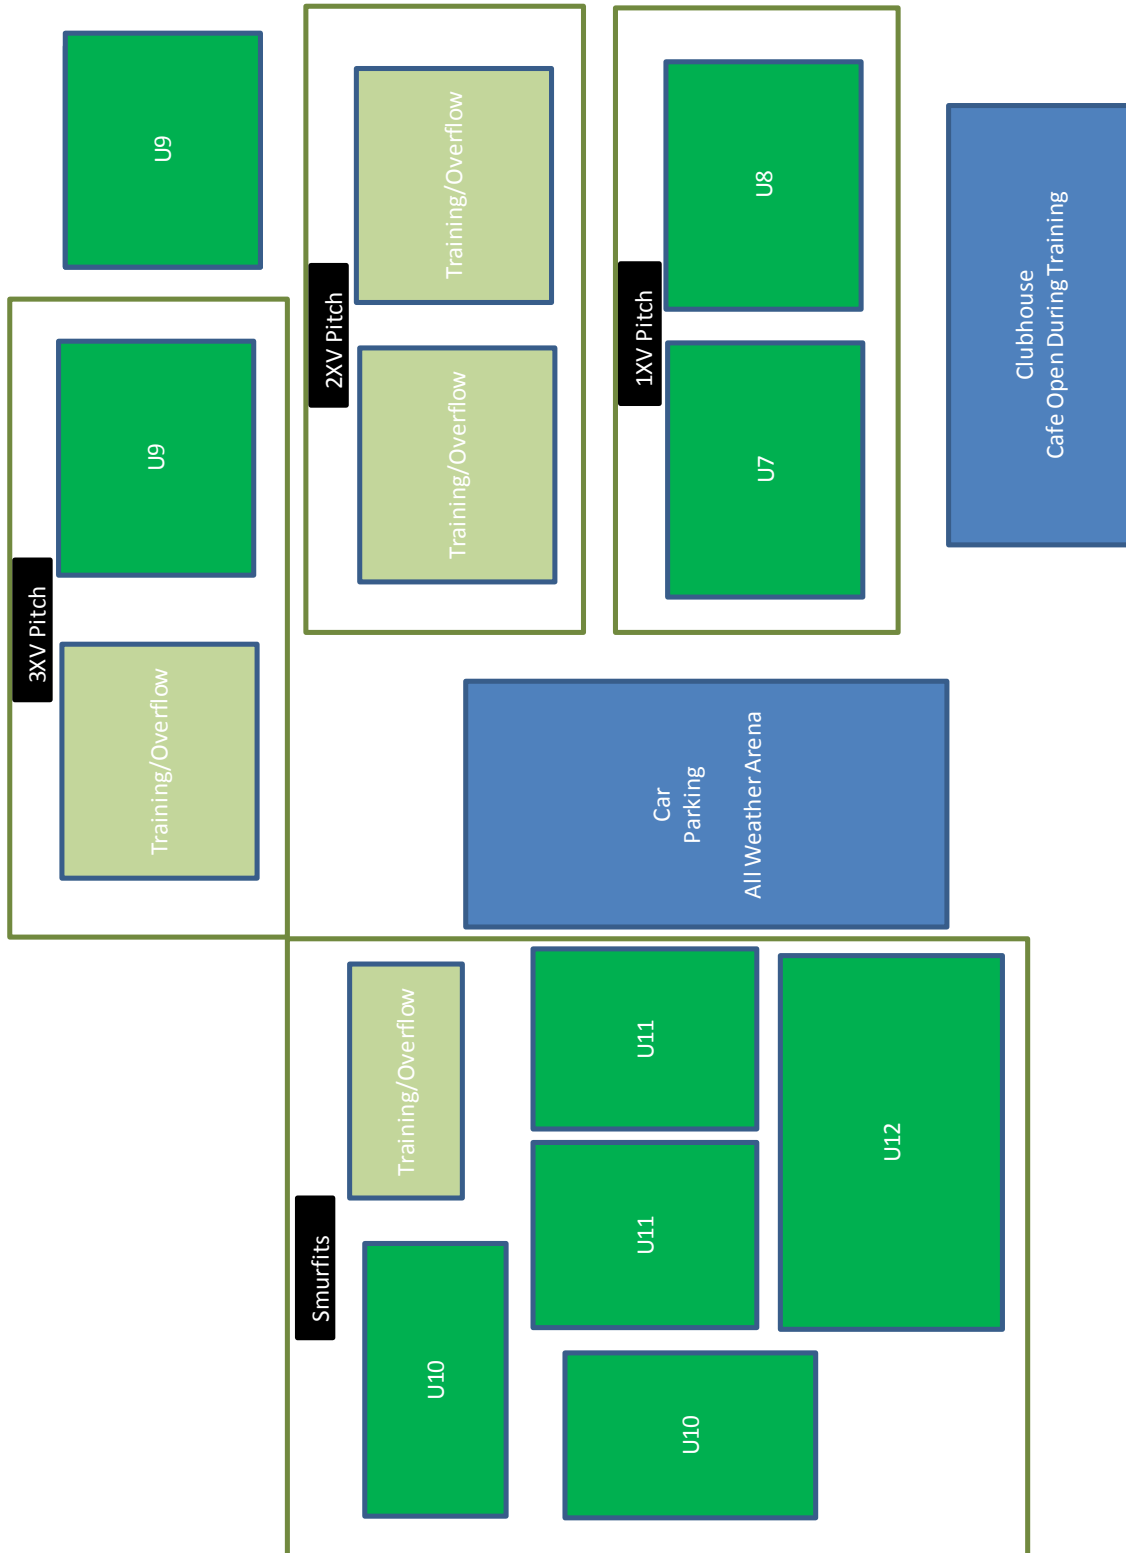 3XV Pitch
Training/Overflow
U9
U9
Smurfits
2XV Pitch
U10
Training/Overflow
Training/Overflow
Training/Overflow
1XV Pitch
U10
U11
U11
Car
Parking
All Weather Arena
U7
U8
U12
Clubhouse
Cafe Open During Training